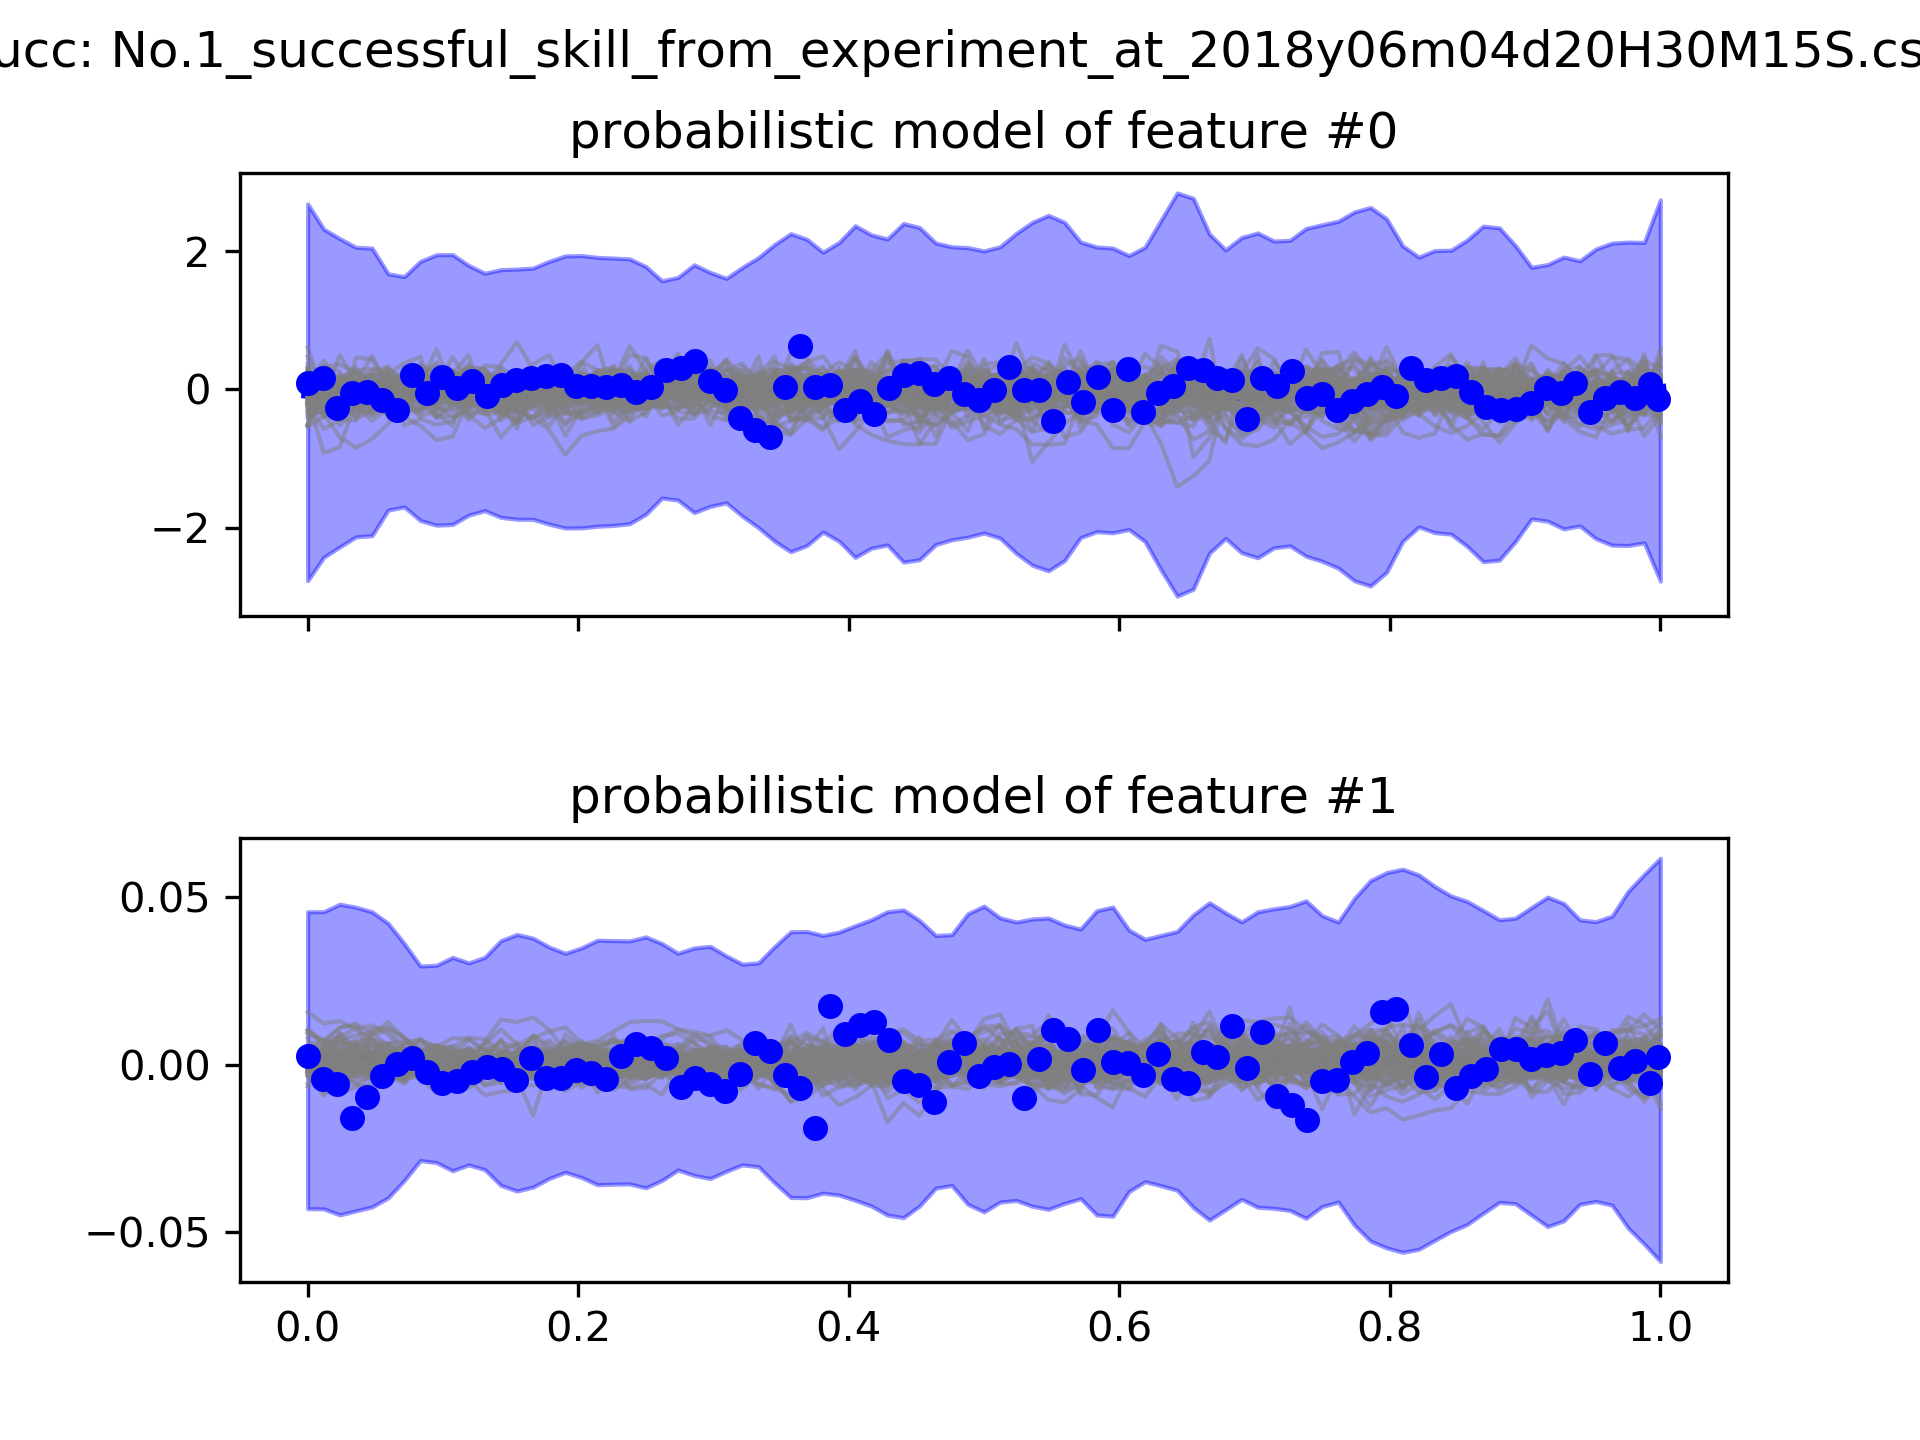 ucc: No.1_successful_skill_from_experiment_at_2018y06m04d20H30M15S.cs
probabilistic model of feature #0
2
0
−2
probabilistic model of feature #1
0.05
0.00
−0.05
0.0 0.2 0.4 0.6 0.8 1.0